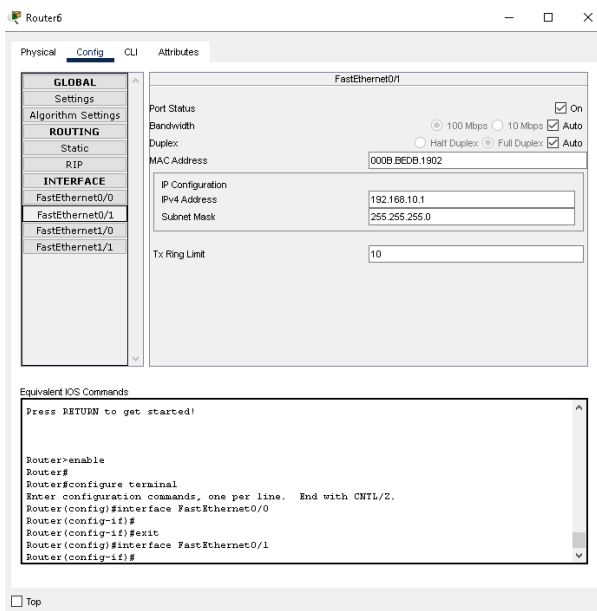 Router6
Physical Config CLI Attributes
GLOBAL
Settings
Algorithm Settings
ROUTING
Static
RIP
INTERFACE
FastEthernet0/0
FastEthernet0/1
FastEthernet1/0
FastEthernet1/1
FastEthernet0/1
Port Status On
Bandwidth 100 Mbps 10 Mbps Auto
Duplex Half Duplex Full Duplex Auto
MAC Address 000B.BEDB.1902
IP Configuration
IPv4 Address 192.168.10.1
Subnet Mask 255.255.255.0
Tx Ring Limit 10
Equivalent IOS Commands
Press RETURN to get started!
Router>enable
Router#
Router#configure terminal
Enter configuration commands, one per line. End with CNTL/Z.
Router(config)#interface FastEthernet0/0
Router(config-if)#
Router(config-if)#exit
Router(config)#interface FastEthernet0/1
Router(config-if)#
Top